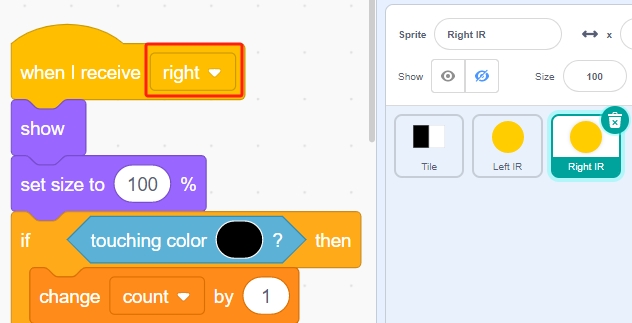 when I receive right
show
set size to 100 %
if touching color ? then
change count by 1
Sprite Right IR x
Show Size 100
Tile Left IR Right IR